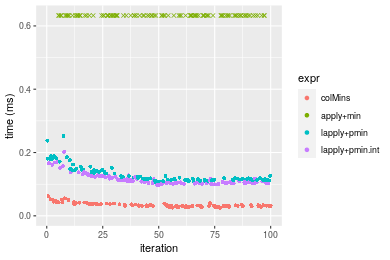 0.6
0.4
0.2
0.0
0
25
50
75
100
time (ms)
iteration
expr
colMins
apply+min
lapply+pmin
lapply+pmin.int